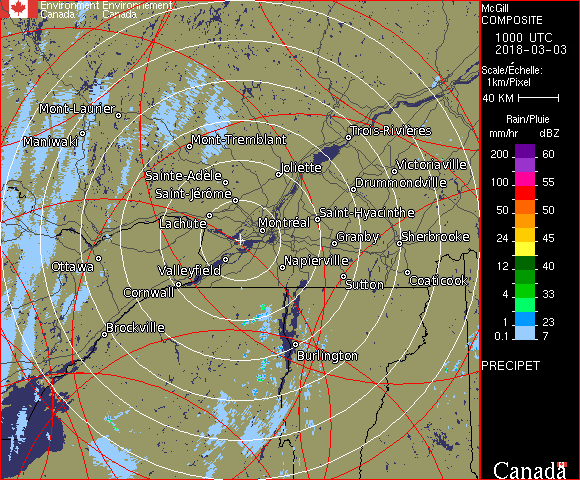 Environment Environnement
Canada Canada
McGill
COMPOSITE
1000 UTC
2018-03-03
Scale/Échelle:
1km/Pixel
40 KM
Rain/Pluie
mm/hr dBZ
200 60
100 55
50 50
24 45
12 40
4 33
1 23
0.1 7
PRECIPET
Canada
Mont-Laurier
Maniwaki
Mont-Tremblant
Trois-Rivières
Sainte-Adèle
Joliette
Victoriaville
Saint-Jérôme
Drummondville
Lachute
Montréal
Saint-Hyacinthe
Granby
Sherbrooke
Ottawa
Valleyfield
Napierville
Cornwall
Sutton
Coaticook
Brockville
Burlington